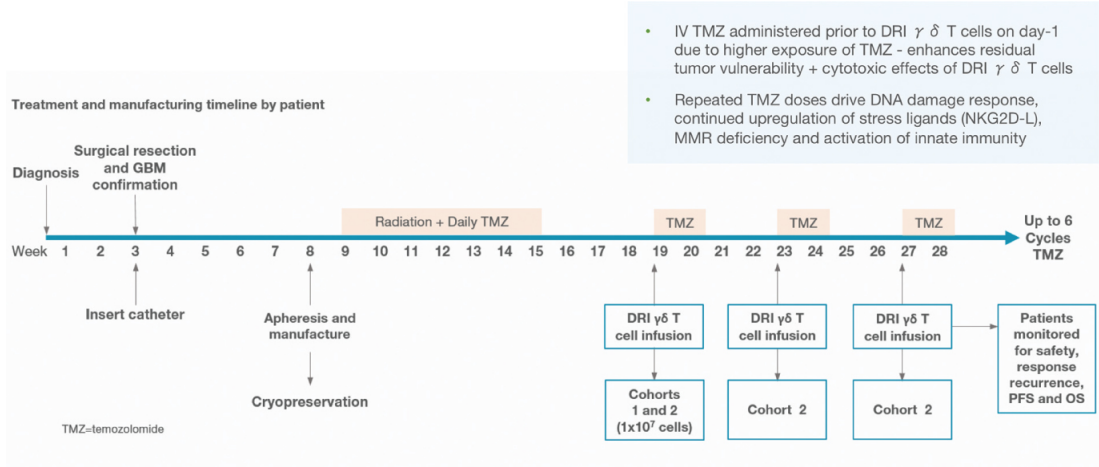 • IV TMZ administered prior to DRI γ δ T cells on day-1
due to higher exposure of TMZ - enhances residual
tumor vulnerability + cytotoxic effects of DRI γ δ T cells
• Repeated TMZ doses drive DNA damage response,
continued upregulation of stress ligands (NKG2D-L),
MMR deficiency and activation of innate immunity
Treatment and manufacturing timeline by patient
Diagnosis
Surgical resection
and GBM
confirmation
Radiation + Daily TMZ
TMZ
TMZ
TMZ
Up to 6
Cycles
TMZ
Week 1 2 3 4 5 6 7 8 9 10 11 12 13 14 15 16 17 18 19 20 21 22 23 24 25 26 27 28
Insert catheter
Apheresis and
manufacture
Cryopreservation
DRI γδ T
cell infusion
DRI γδ T
cell infusion
DRI γδ T
cell infusion
Patients
monitored
for safety,
response
recurrence,
PFS and OS
Cohorts
1 and 2
(1x10⁷ cells)
Cohort 2
Cohort 2
TMZ=temozolomide